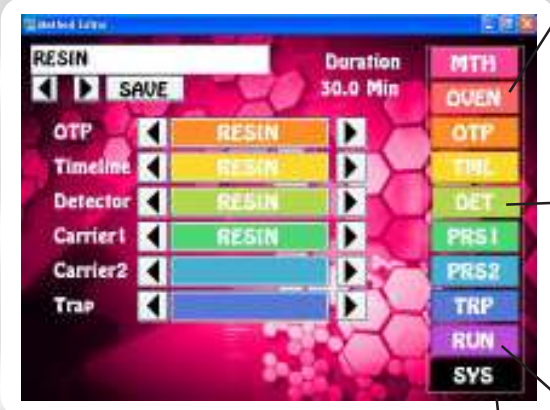 Method Editor
RESIN
Duration
SAVE
30.0 Min
OTP RESIN
Timeline RESIN
Detector RESIN
Carrier1 RESIN
Carrier2
Trap
MTH
OVEN
OTP
TML
DET
PRS1
PRS2
TRP
RUN
SYS